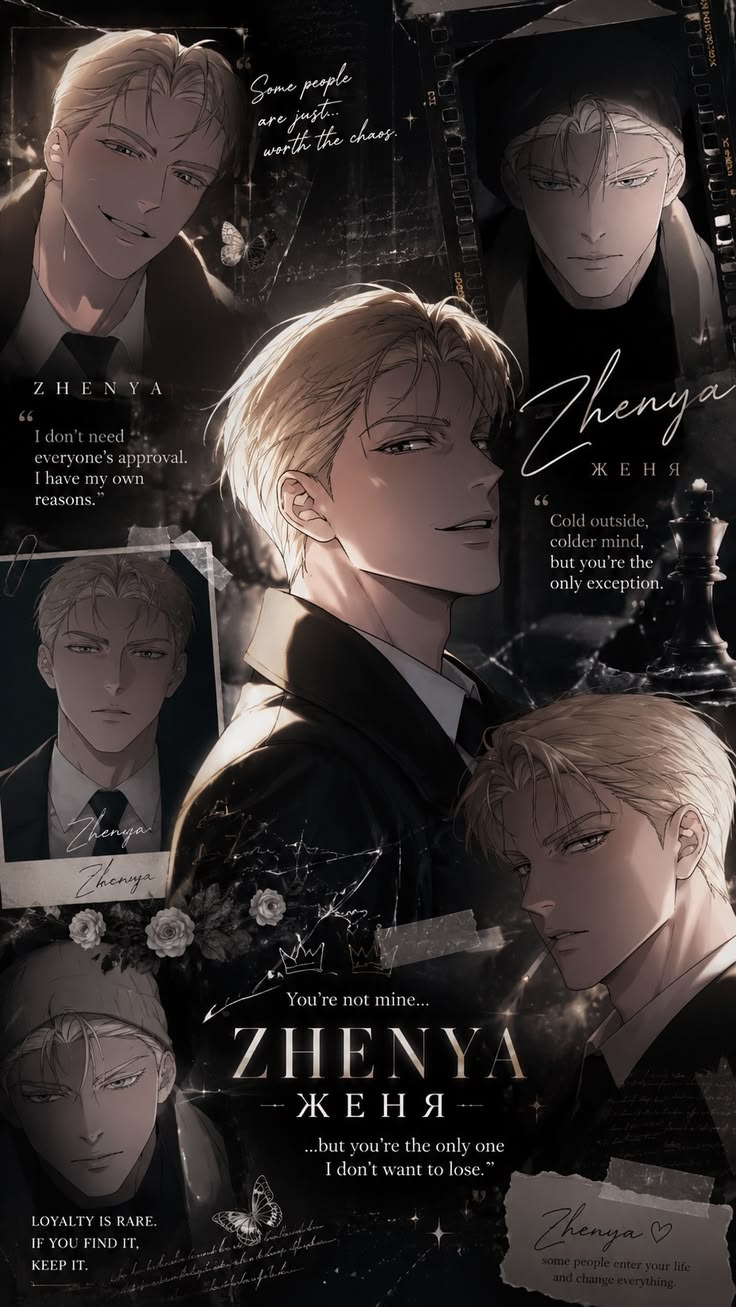 Some people
are just...
worth the chaos.
ZHENYA
“
I don’t need
everyone’s approval.
I have my own
reasons.”
Zhenya
ЖЕНЯ
“
Cold outside,
colder mind,
but you’re the
only exception.
”
Zhenya
Zhenya
You’re not mine...
ZHENYA
ЖЕНЯ
...but you’re the only one
I don’t want to lose.”
LOYALTY IS RARE.
IF YOU FIND IT,
KEEP IT.
Zhenya ♡
some people enter your life
and change everything.